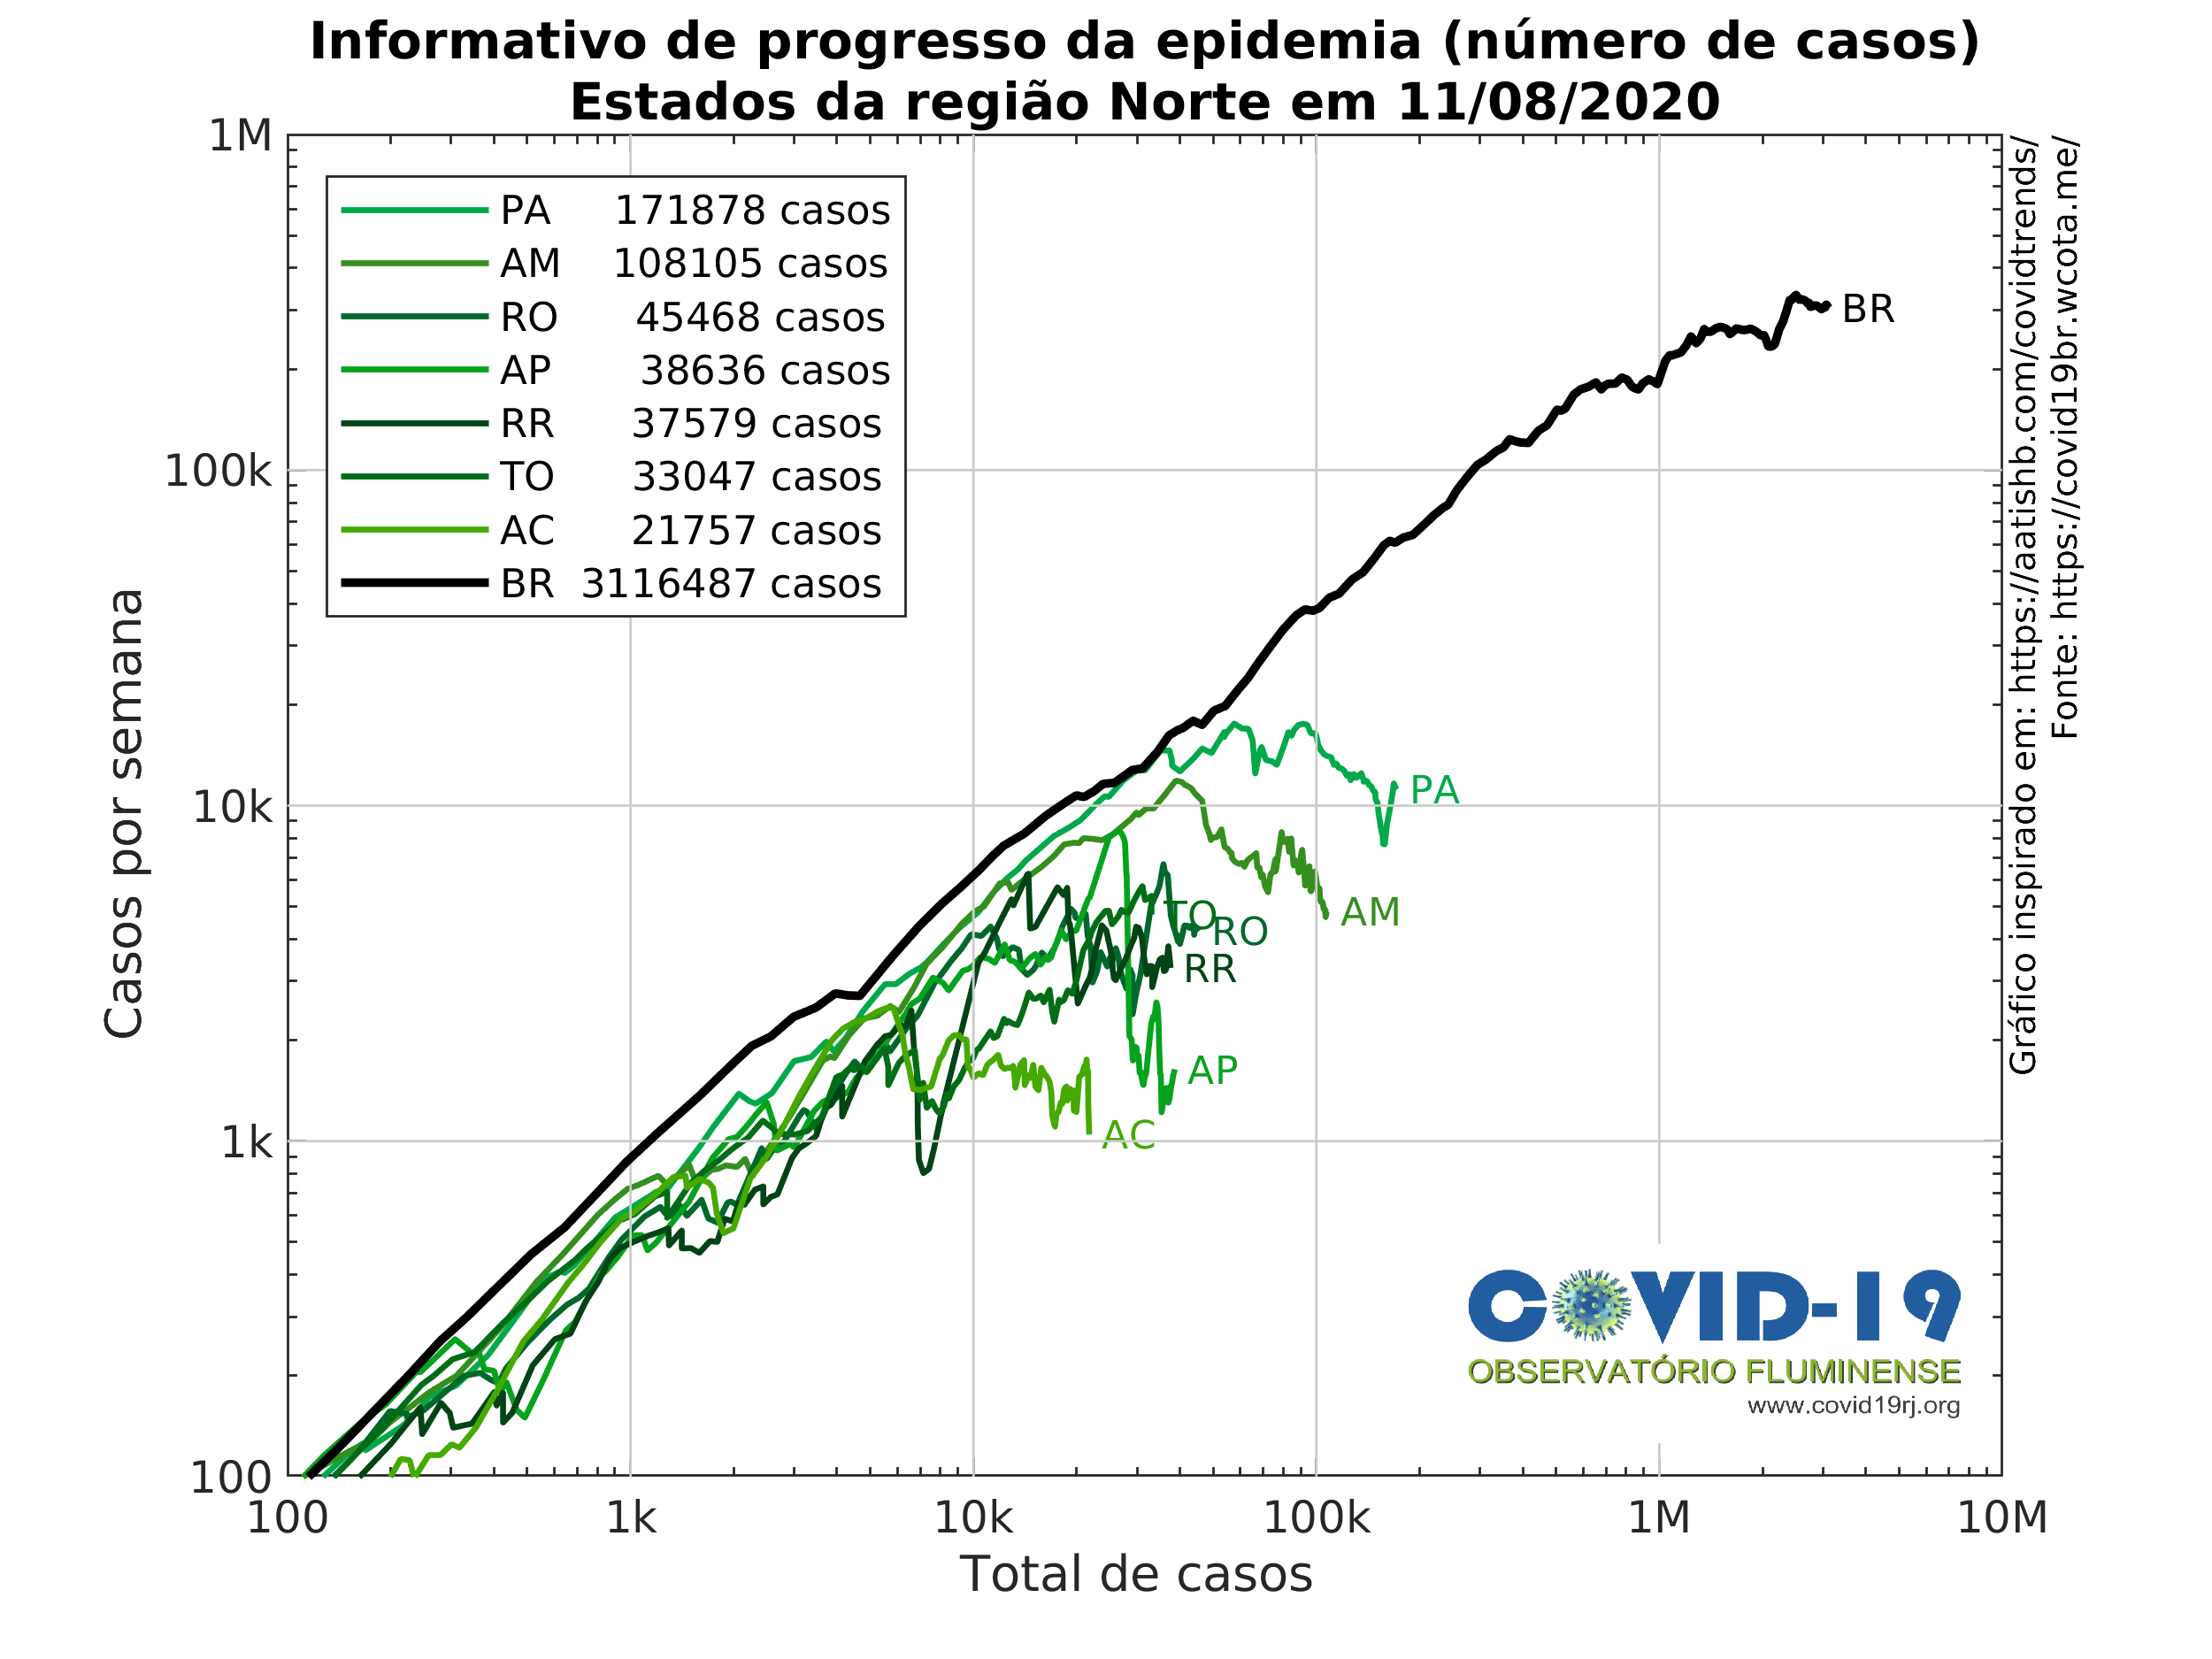 Informativo de progresso da epidemia (número de casos)
Estados da região Norte em 11/08/2020
1M
100k
10k
1k
100
Casos por semana
PA 171878 casos
AM 108105 casos
RO 45468 casos
AP 38636 casos
RR 37579 casos
TO 33047 casos
AC 21757 casos
BR 3116487 casos
BR
PA
AM
TO
RO
RR
AP
AC
Gráfico inspirado em: https://aatishb.com/covidtrends/
Fonte: https://covid19br.wcota.me/
COVID-19
OBSERVATÓRIO FLUMINENSE
www.covid19rj.org
100 1k 10k 100k 1M 10M
Total de casos